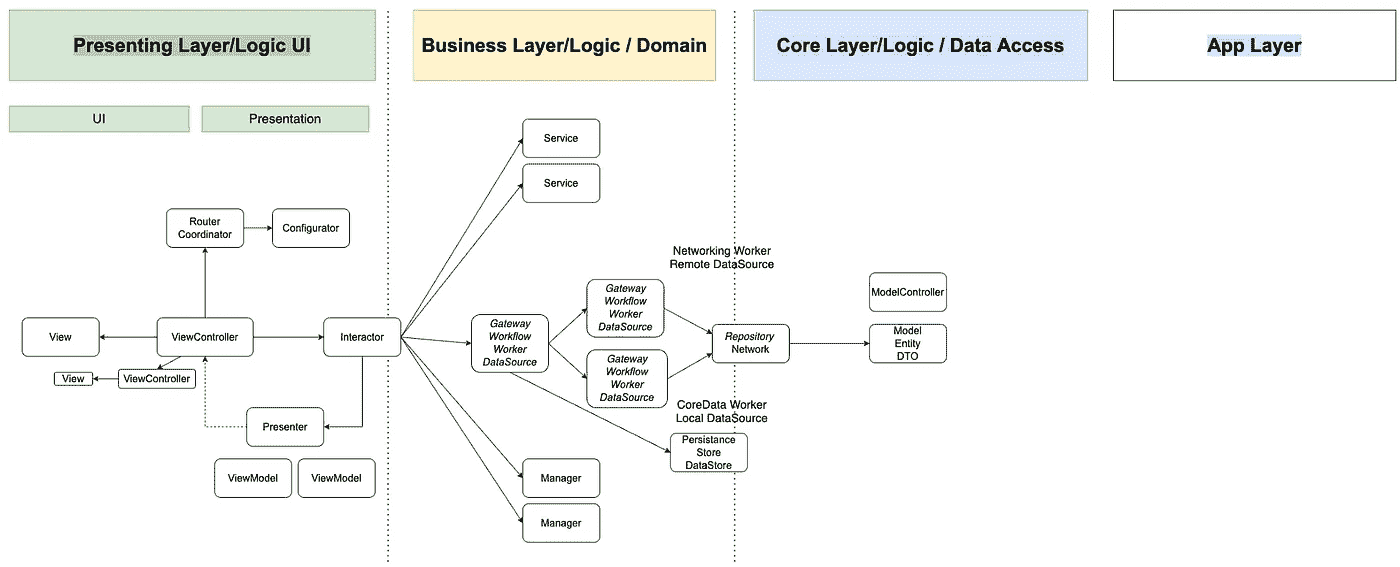 Presenting Layer/Logic UI
Business Layer/Logic / Domain
Core Layer/Logic / Data Access
App Layer
UI
Presentation
Service
Service
Router
Coordinator
Configurator
Networking Worker
Remote DataSource
Gateway
Workflow
Worker
DataSource
ModelController
View
ViewController
Interactor
Gateway
Workflow
Worker
DataSource
Repository
Network
Model
Entity
DTO
View
ViewController
Gateway
Workflow
Worker
DataSource
CoreData Worker
Local DataSource
Presenter
Persistance
Store
DataStore
ViewModel
ViewModel
Manager
Manager